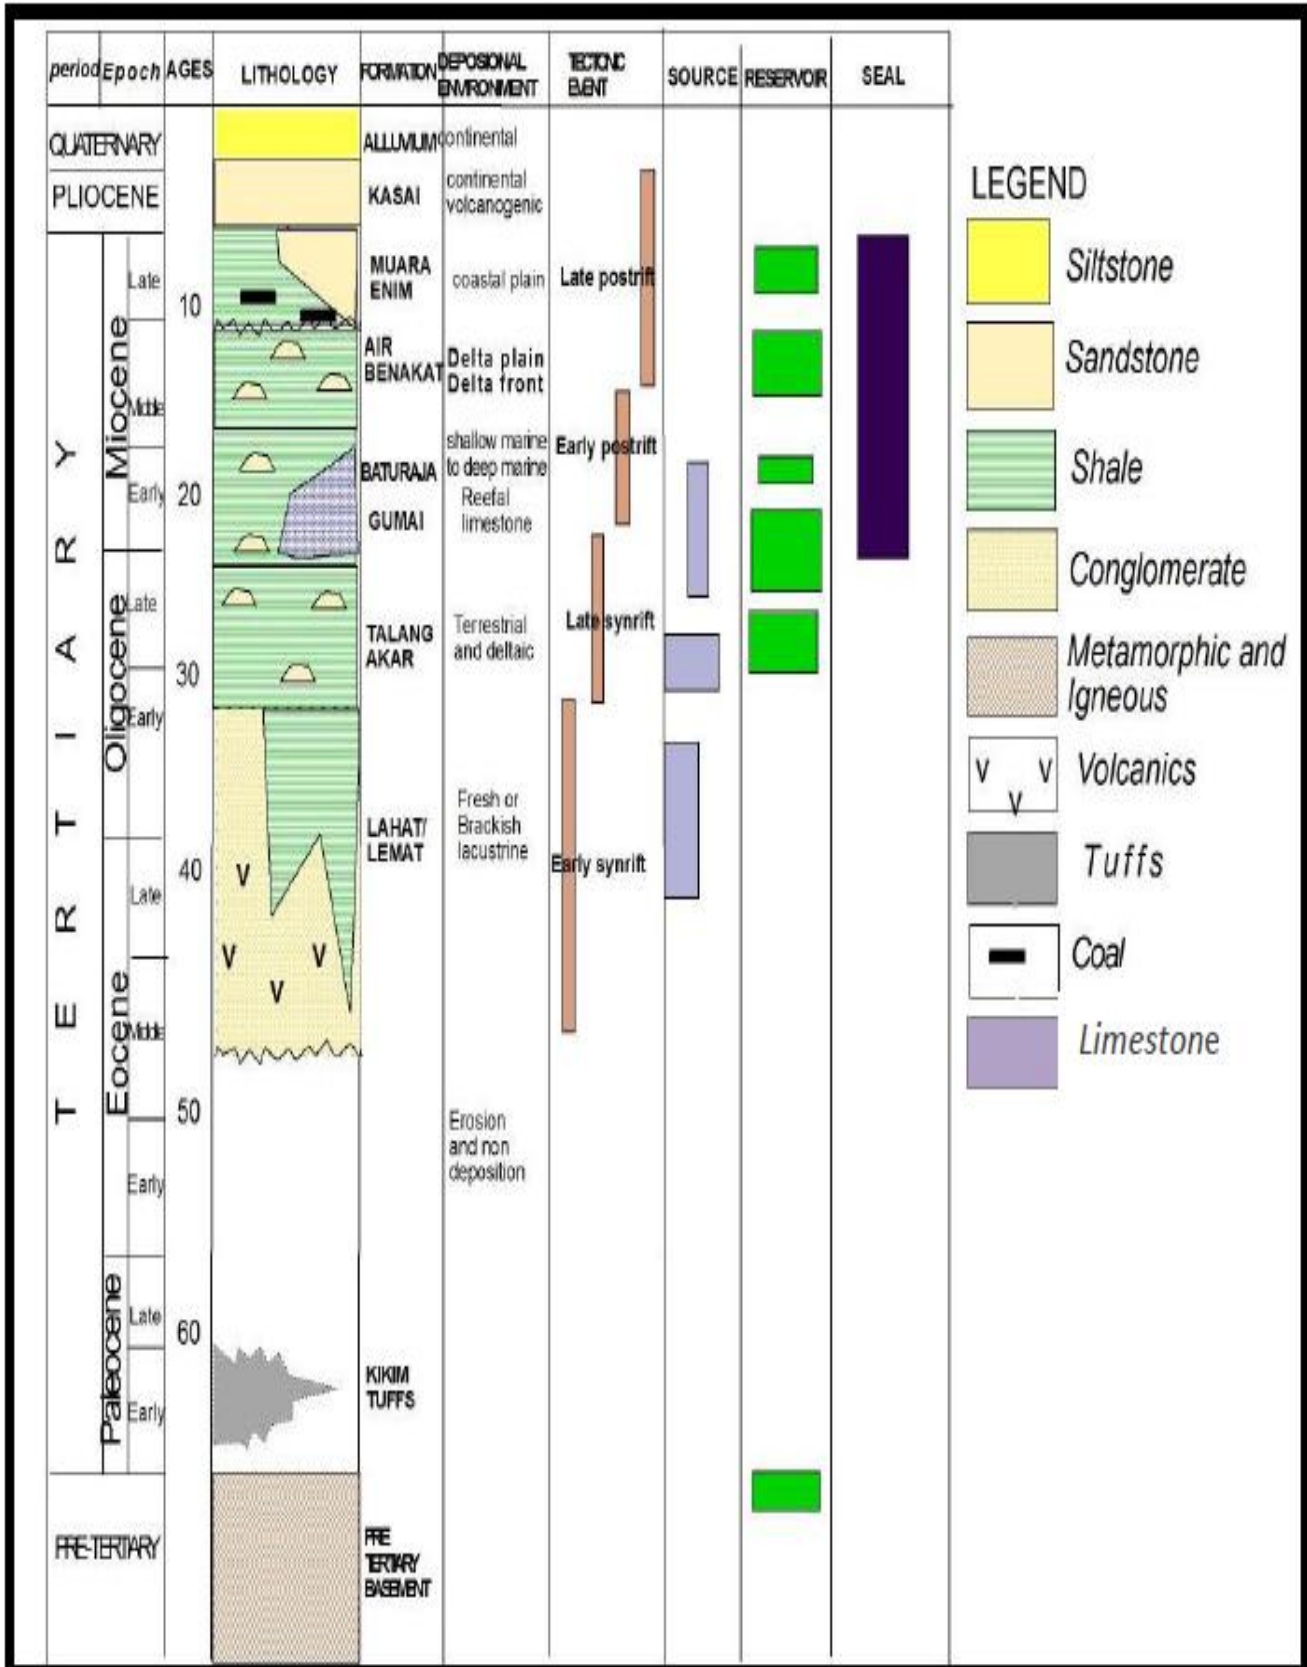 period Epoch AGES LITHOLOGY FORMATION DEPOSIONAL ENVIRONMENT TECTONIC EVENT SOURCE RESERVOIR SEAL
QUATERNARY
ALLUVIUM
continental
PLIOCENE
KASAI
continental
volcanogenic
TERTIARY
Miocene
Late
10
MUARA
ENIM
coastal plain
Late postrift
Middle
AIR
BENAKAT
Delta plain
Delta front
Early
20
BATURAJA
GUMAI
shallow marine
to deep marine
Reefal
limestone
Early postrift
Oligocene
Late
30
TALANG
AKAR
Terrestrial
and deltaic
Late synrift
Early
LAHAT/
LEMAT
Fresh or
Brackish
lacustrine
Early synrift
Eocene
40
Late
V
V
V
V
Middle
50
Erosion
and non
deposition
Early
Paleocene
Late
60
KIKIM
TUFFS
Early
PRE-TERTIARY
PRE
TERTIARY
BASEMENT
LEGEND
Siltstone
Sandstone
Shale
Conglomerate
Metamorphic and
Igneous
V V
V
Volcanics
Tuffs
Coal
Limestone